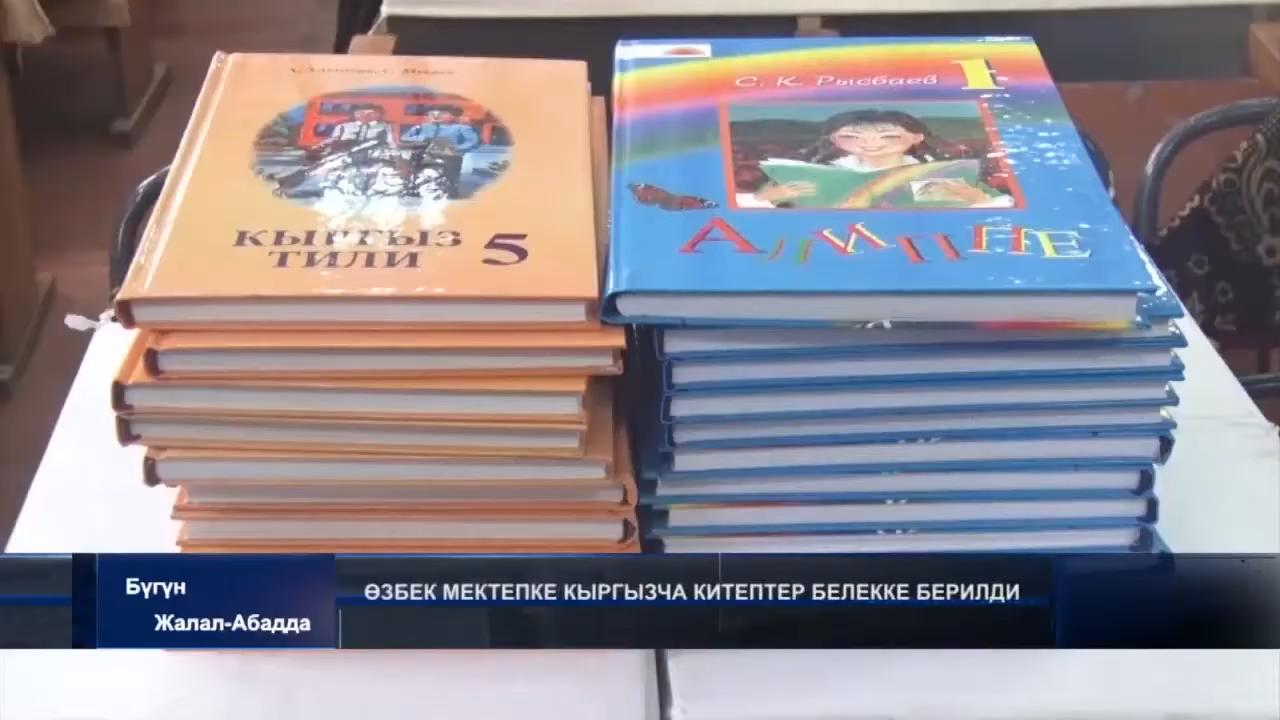 С. К. Рысбаев 1
АЛИППЕ
КЫРГЫЗ
ТИЛИ 5
Бүгүн
Жалал-Абадда
ӨЗБЕК МЕКТЕПКЕ КЫРГЫЗЧА КИТЕПТЕР БЕЛЕККЕ БЕРИЛДИ